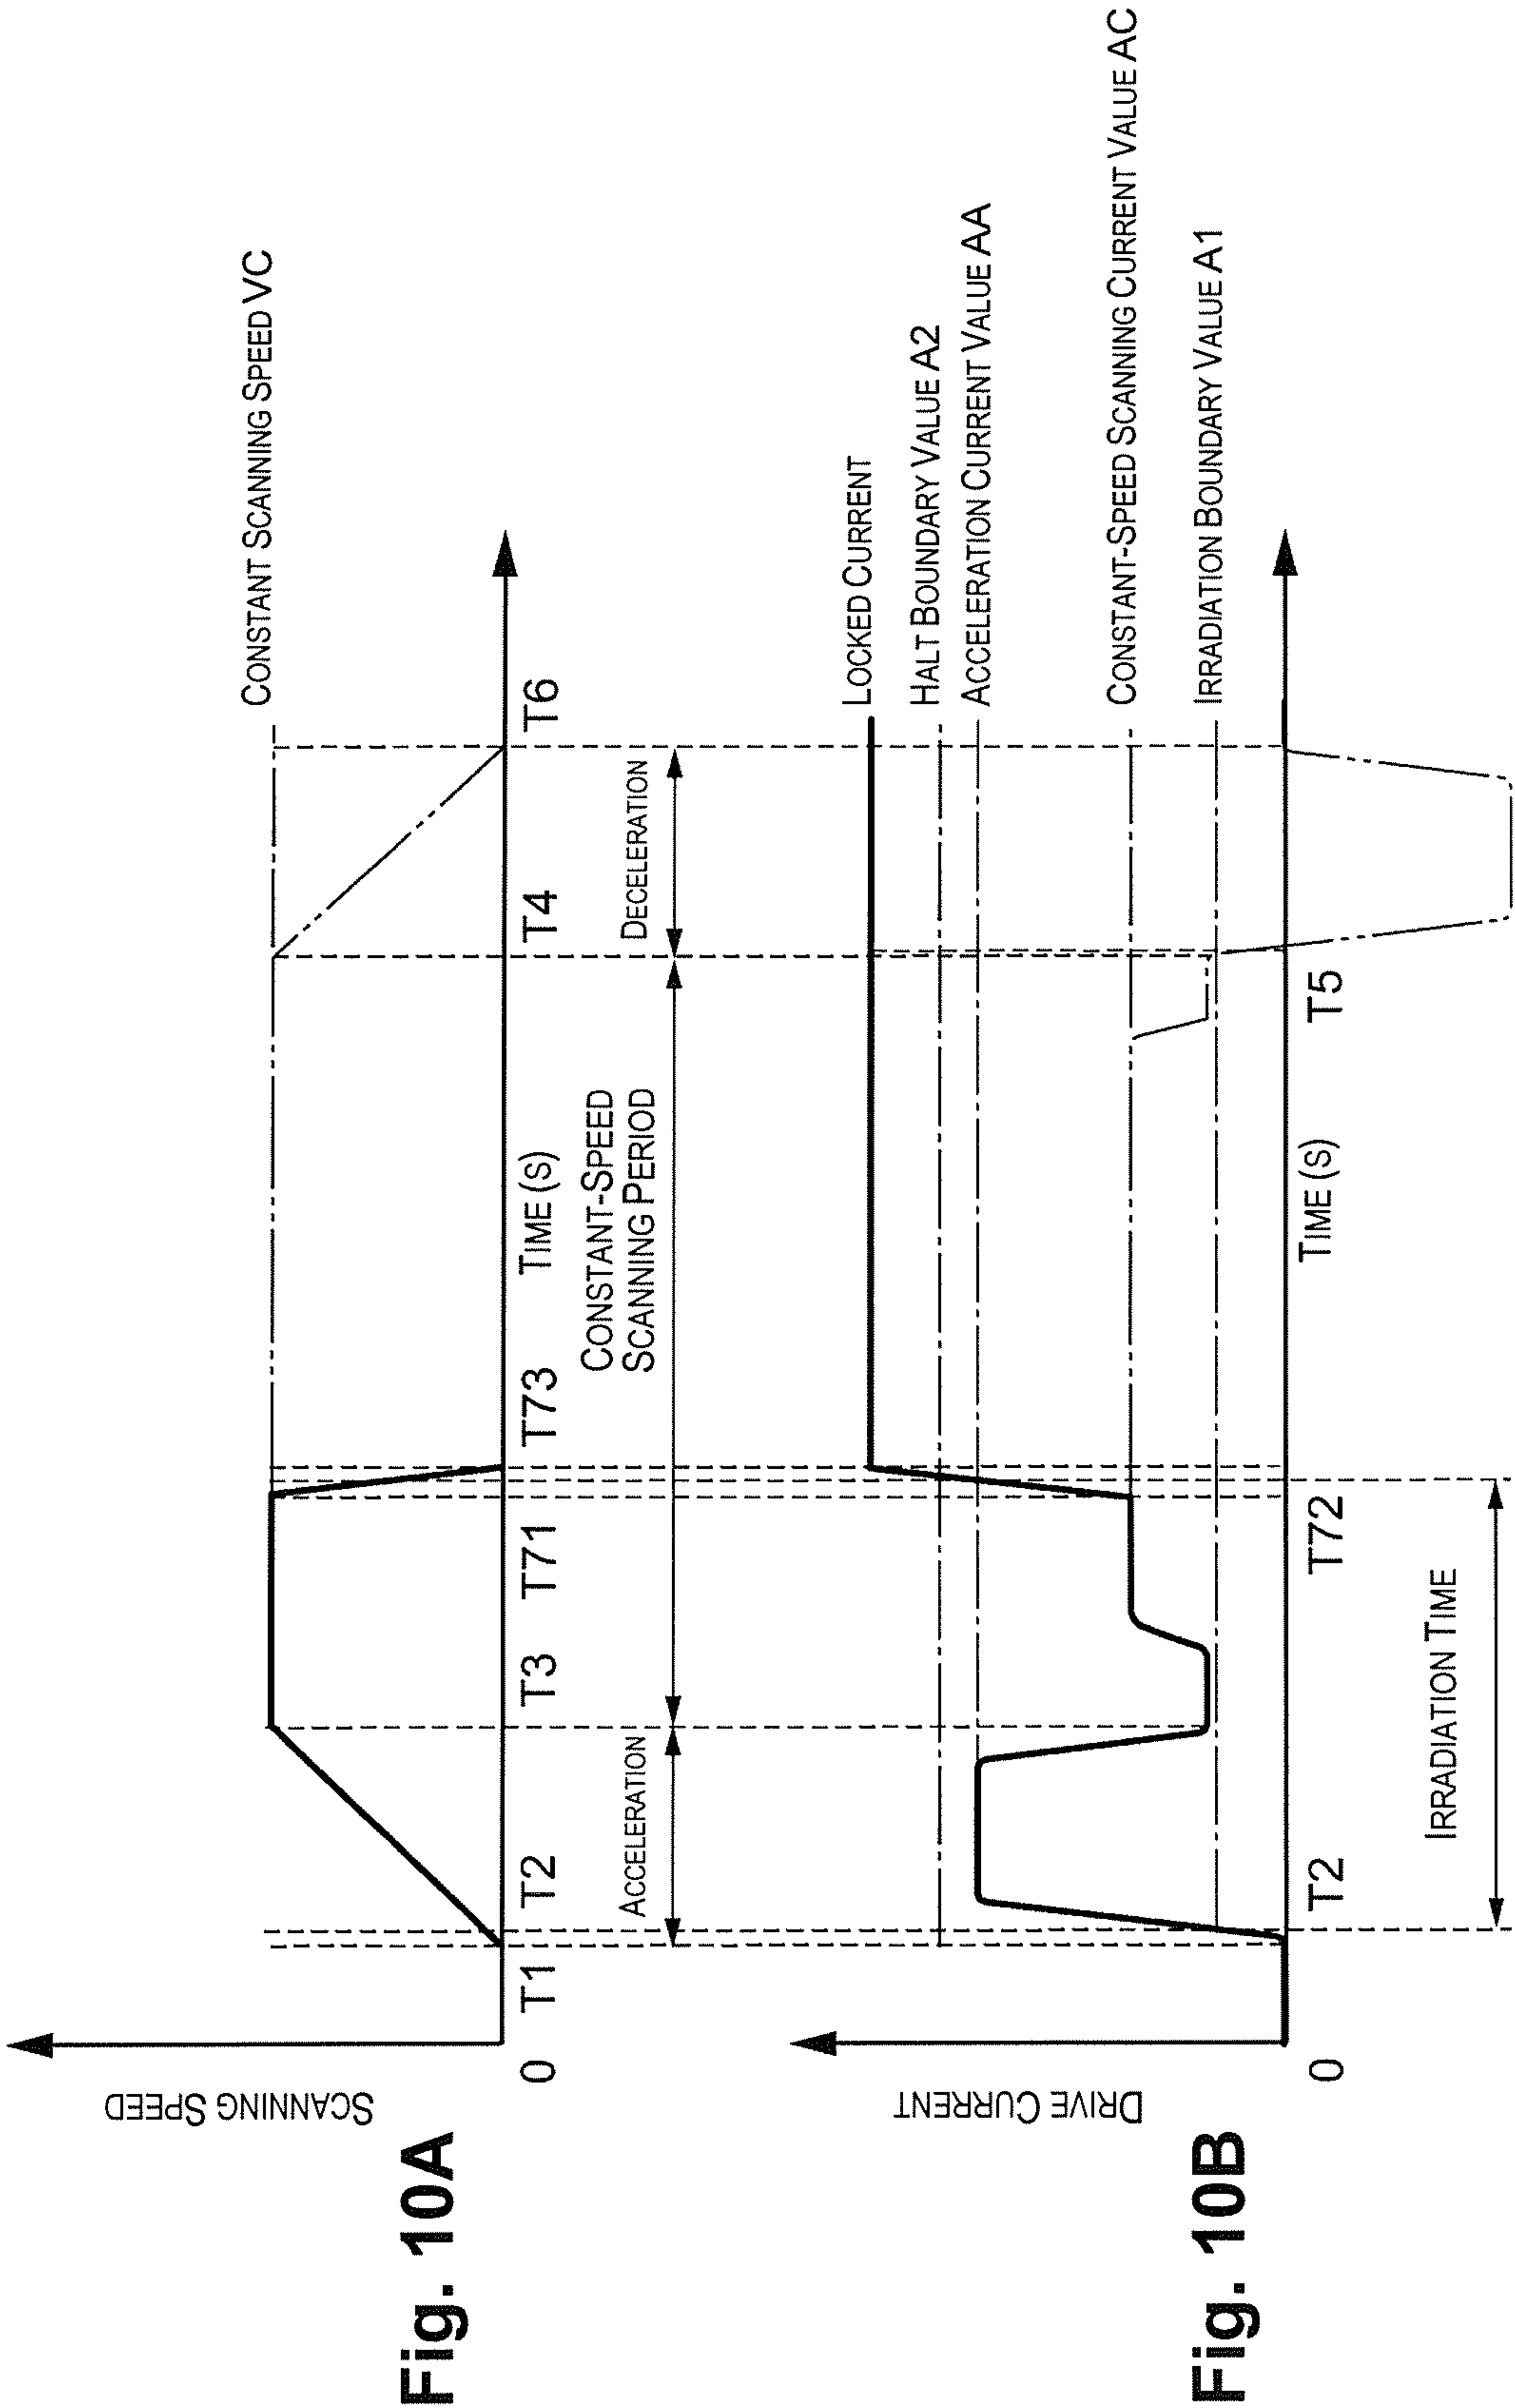 Fig. 10A
SCANNING SPEED
CONSTANT SCANNING SPEED VC
0
T1
T2
T3
T71
T73
TIME (S)
T4
T6
ACCELERATION
CONSTANT-SPEED
SCANNING PERIOD
DECELERATION
Fig. 10B
DRIVE CURRENT
LOCKED CURRENT
HALT BOUNDARY VALUE A2
ACCELERATION CURRENT VALUE AA
CONSTANT-SPEED SCANNING CURRENT VALUE AC
IRRADIATION BOUNDARY VALUE A1
0
T2
T72
TIME (S)
T5
IRRADIATION TIME